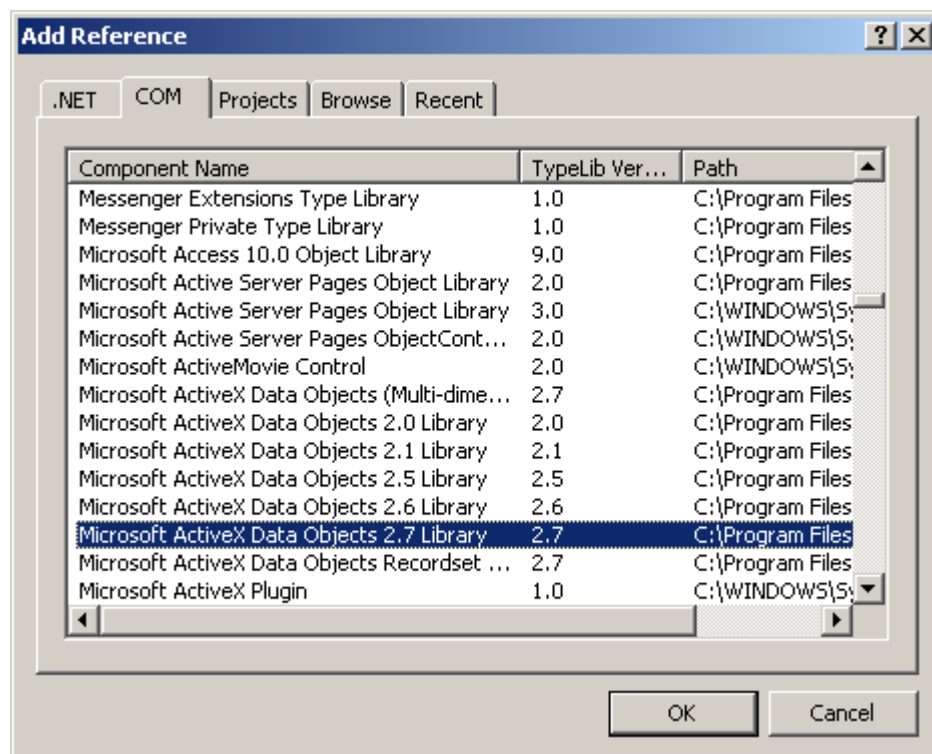 Add Reference
.NET COM Projects Browse Recent
Component Name TypeLib Ver... Path
Messenger Extensions Type Library 1.0 C:\Program Files
Messenger Private Type Library 1.0 C:\Program Files
Microsoft Access 10.0 Object Library 9.0 C:\Program Files
Microsoft Active Server Pages Object Library 2.0 C:\Program Files
Microsoft Active Server Pages Object Library 3.0 C:\WINDOWS\Sy
Microsoft Active Server Pages ObjectCont... 2.0 C:\WINDOWS\Sy
Microsoft ActiveMovie Control 2.0 C:\WINDOWS\Sy
Microsoft ActiveX Data Objects (Multi-dime... 2.7 C:\Program Files
Microsoft ActiveX Data Objects 2.0 Library 2.0 C:\Program Files
Microsoft ActiveX Data Objects 2.1 Library 2.1 C:\Program Files
Microsoft ActiveX Data Objects 2.5 Library 2.5 C:\Program Files
Microsoft ActiveX Data Objects 2.6 Library 2.6 C:\Program Files
Microsoft ActiveX Data Objects 2.7 Library 2.7 C:\Program Files
Microsoft ActiveX Data Objects Recordset ... 2.7 C:\Program Files
Microsoft ActiveX Plugin 1.0 C:\WINDOWS\Sy
OK Cancel